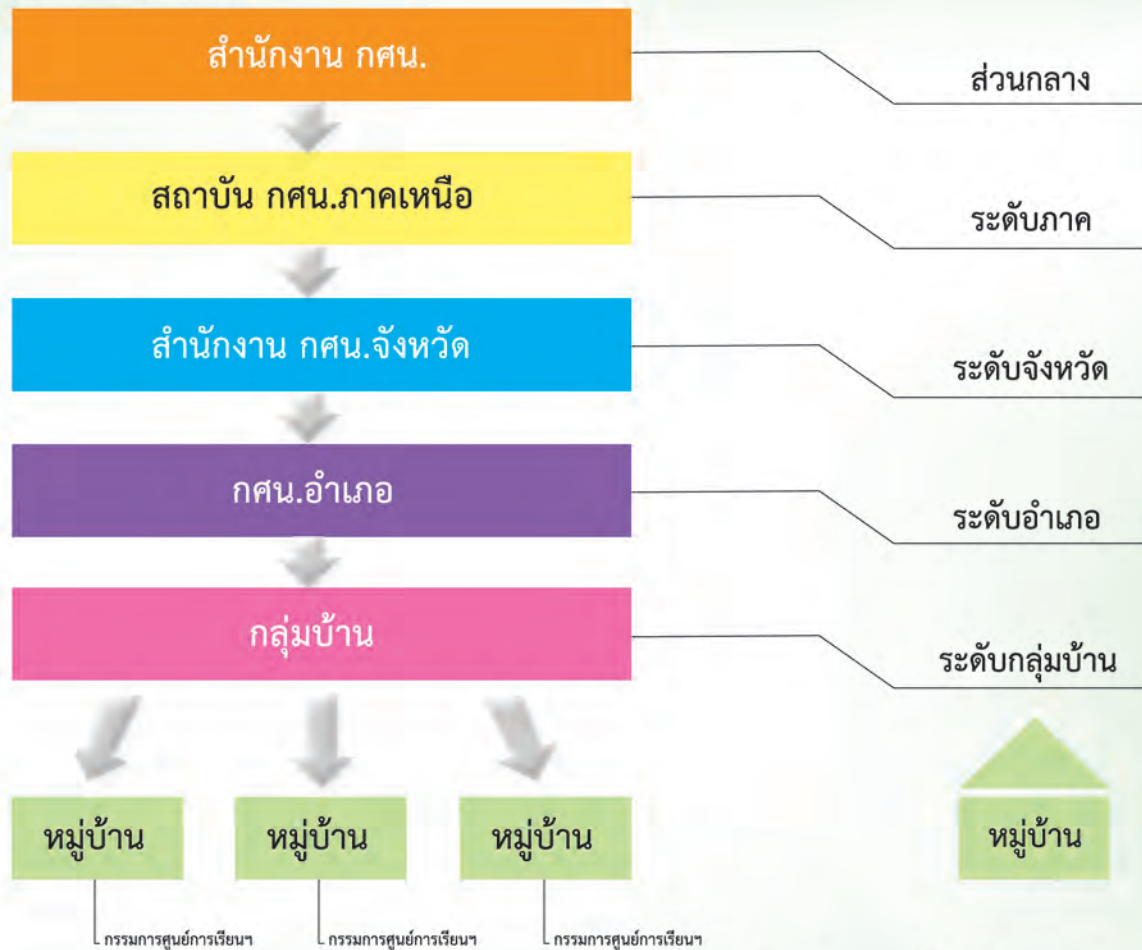 สำนักงาน กศน.
ส่วนกลาง
สถาบัน กศน.ภาคเหนือ
ระดับภาค
สำนักงาน กศน.จังหวัด
ระดับจังหวัด
กศน.อำเภอ
ระดับอำเภอ
กลุ่มบ้าน
ระดับกลุ่มบ้าน
หมู่บ้าน
หมู่บ้าน
หมู่บ้าน
หมู่บ้าน
กรรมการศูนย์การเรียนฯ
กรรมการศูนย์การเรียนฯ
กรรมการศูนย์การเรียนฯ